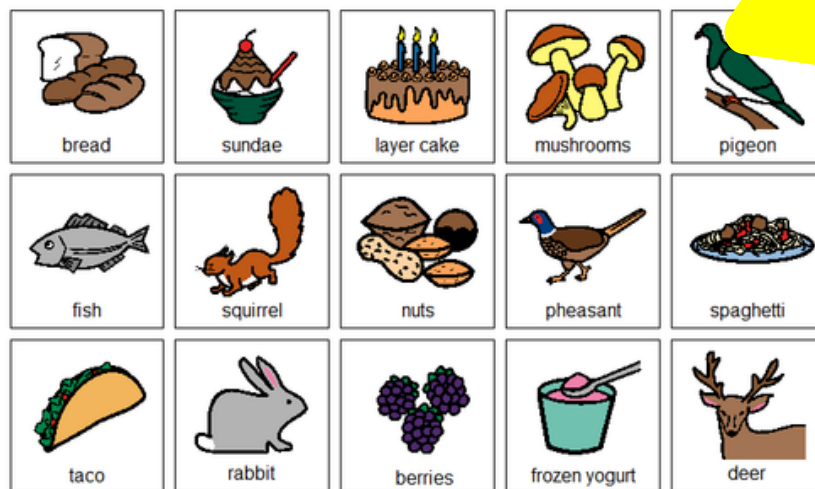 bread sundae layer cake mushrooms pigeon
fish squirrel nuts pheasant spaghetti
taco rabbit berries frozen yogurt deer